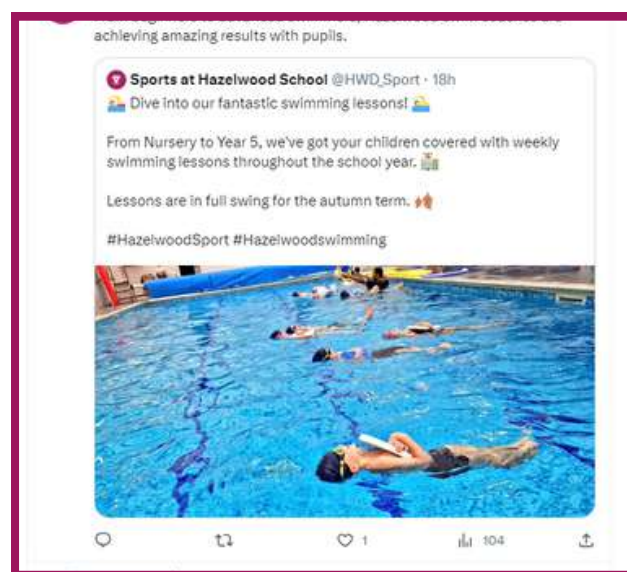 achieving amazing results with pupils.
Sports at Hazelwood School @HWD_Sport · 18h
Dive into our fantastic swimming lessons!
From Nursery to Year 5, we've got your children covered with weekly
swimming lessons throughout the school year.
Lessons are in full swing for the autumn term.
#HazelwoodSport #Hazelwoodswimming
1
104